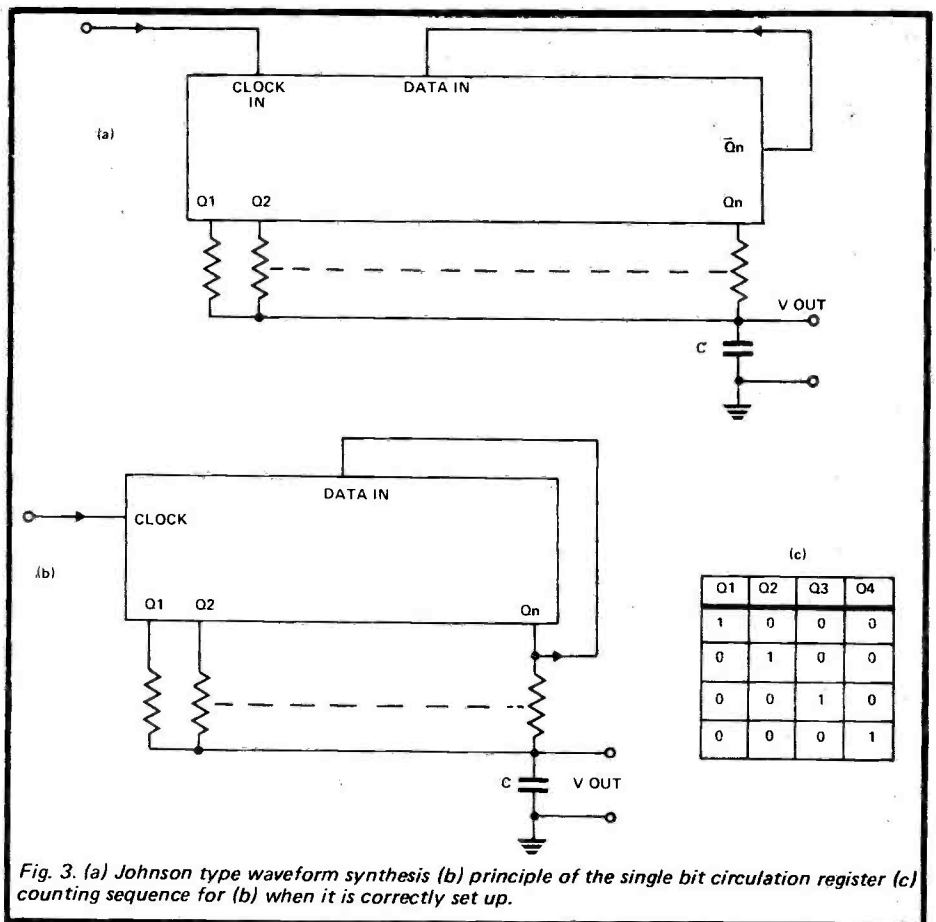 CLOCK
IN
DATA IN
(a)
Q̅n
Q1 Q2 Qn
V OUT
C
DATA IN
CLOCK
(b)
Q1 Q2 Qn
C V OUT
(c)
Q1 Q2 Q3 Q4
1 0 0 0
0 1 0 0
0 0 1 0
0 0 0 1
Fig. 3. (a) Johnson type waveform synthesis (b) principle of the single bit circulation register (c)
counting sequence for (b) when it is correctly set up.